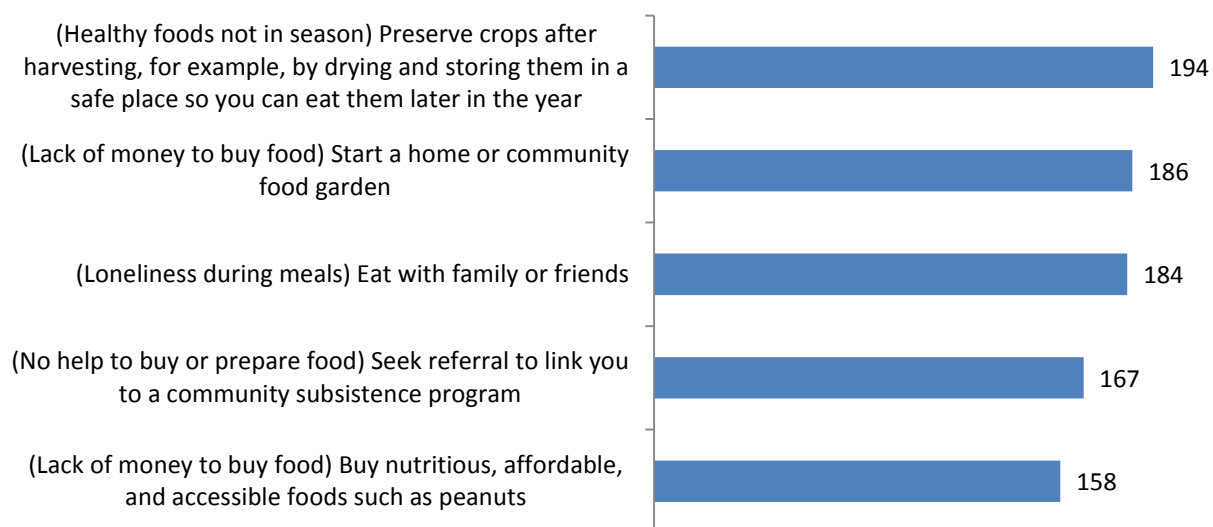 (Healthy foods not in season) Preserve crops after
harvesting, for example, by drying and storing them in a
safe place so you can eat them later in the year
194
(Lack of money to buy food) Start a home or community
food garden
186
(Loneliness during meals) Eat with family or friends
184
(No help to buy or prepare food) Seek referral to link you
to a community subsistence program
167
(Lack of money to buy food) Buy nutritious, affordable,
and accessible foods such as peanuts
158